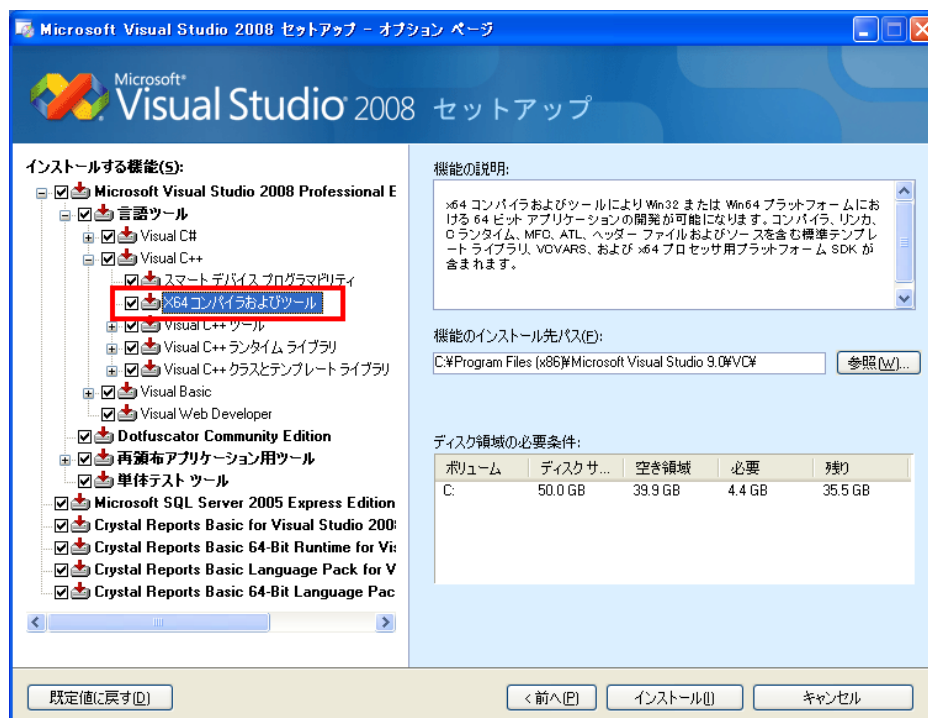 Microsoft Visual Studio 2008 セットアップ - オプション ページ
Microsoft®
Visual Studio® 2008 セットアップ
インストールする機能(S):
Microsoft Visual Studio 2008 Professional E
言語ツール
Visual C#
Visual C++
スマート デバイス プログラマビリティ
X64 コンパイラおよびツール
Visual C++ ツール
Visual C++ ランタイム ライブラリ
Visual C++ クラスとテンプレート ライブラリ
Visual Basic
Visual Web Developer
Dotfuscator Community Edition
再頒布アプリケーション用ツール
単体テスト ツール
Microsoft SQL Server 2005 Express Edition
Crystal Reports Basic for Visual Studio 200
Crystal Reports Basic 64-Bit Runtime for Vi
Crystal Reports Basic Language Pack for V
Crystal Reports Basic 64-Bit Language Pac
機能の説明:
x64 コンパイラおよびツールにより Win32 または Win64 プラットフォームにお
ける 64 ビット アプリケーションの開発が可能になります。コンパイラ、リンカ、
C ランタイム、MFC、ATL、ヘッダー ファイルおよびソースを含む標準テンプレ
ート ライブラリ、VCVARS、および x64 プロセッサ用プラットフォーム SDK が
含まれます。
機能のインストール先パス(F):
C:¥Program Files (x86)¥Microsoft Visual Studio 9.0¥VC¥
参照(W)...
ディスク領域の必要条件:
ボリューム ディスク サ... 空き領域 必要 残り
C: 50.0 GB 39.9 GB 4.4 GB 35.5 GB
既定値に戻す(D)
< 前へ(P)
インストール(I)
キャンセル